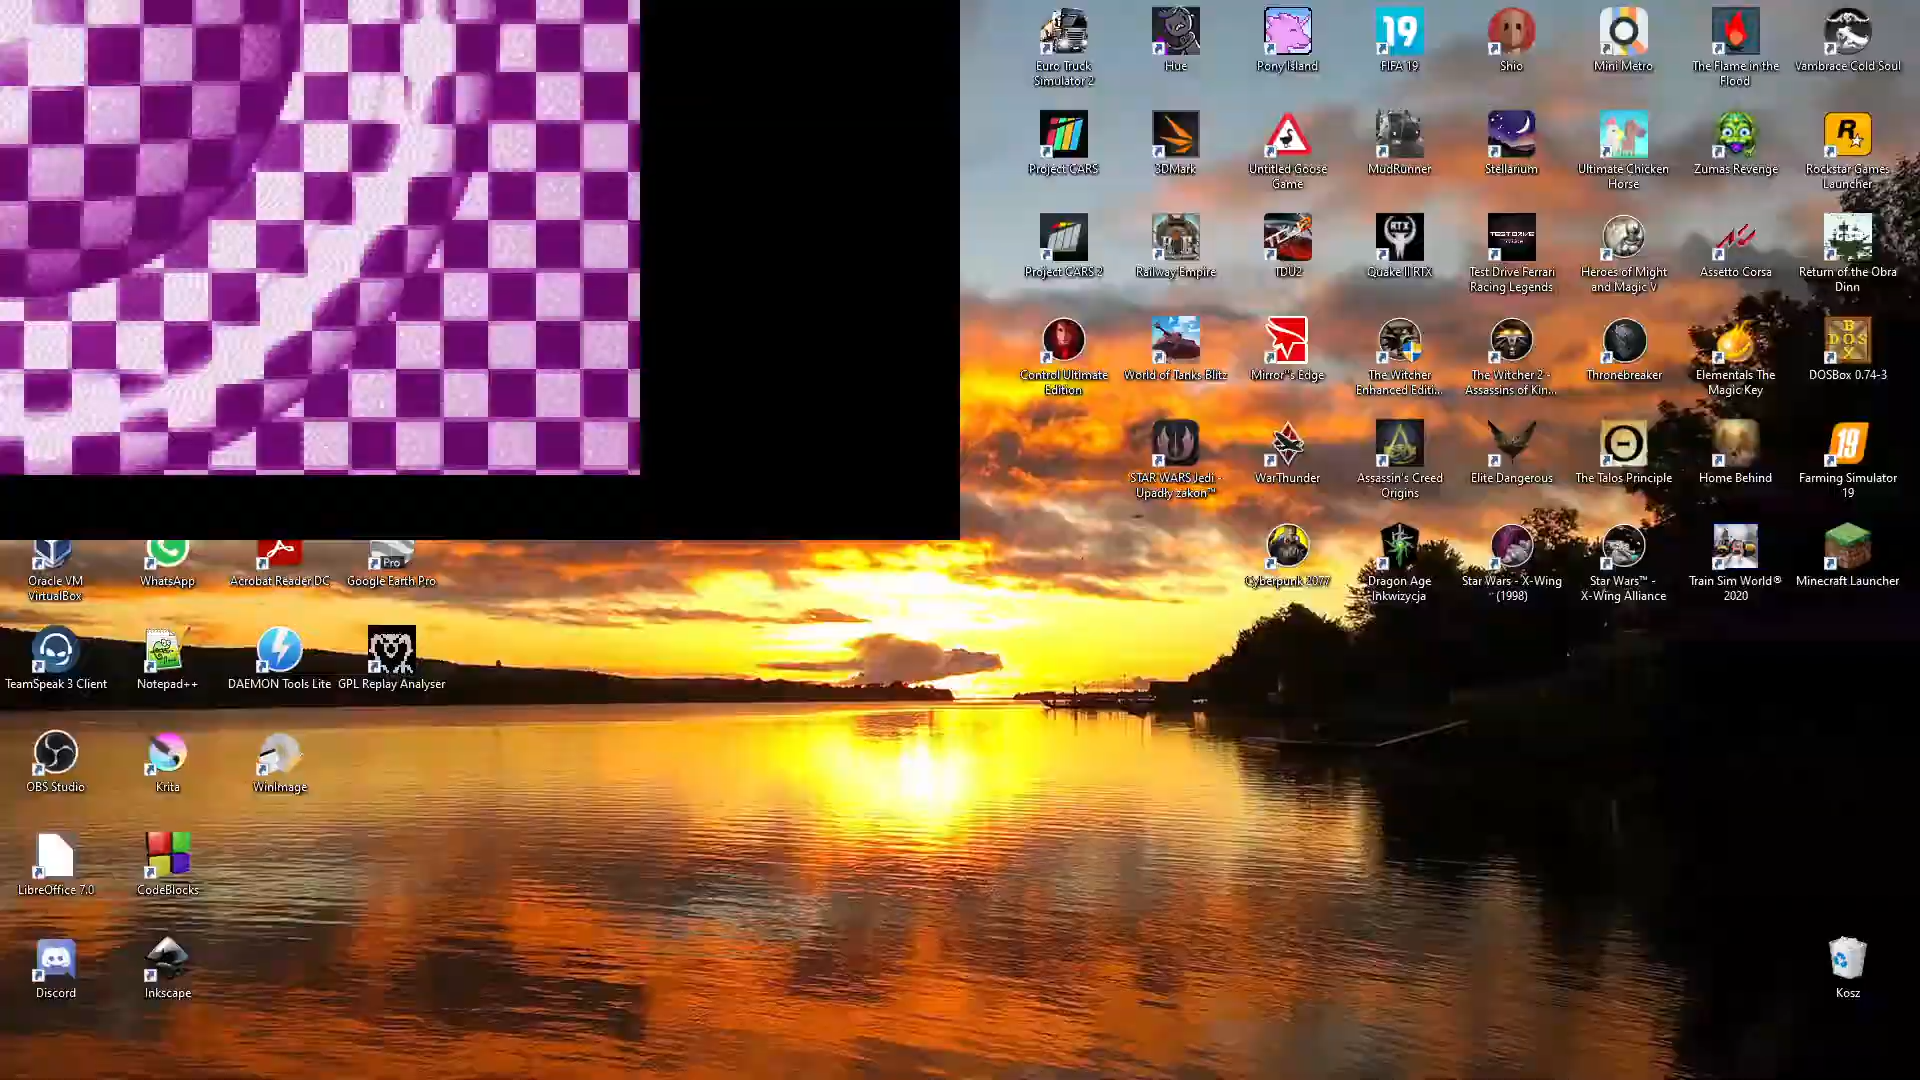 Euro Truck
Simulator 2
Hue
Pony Island
19
FIFA 19
Shio
Mini Metro
The Flame in the
Flood
Vambrace Cold Soul
Project CARS
3DMark
Untitled Goose
Game
MudRunner
Stellarium
Ultimate Chicken
Horse
Zumas Revenge
R
Rockstar Games
Launcher
Project CARS 2
Railway Empire
TDU2
RTX
Quake II RTX
TEST DRIVE
Test Drive Ferrari
Racing Legends
Heroes of Might
and Magic V
Assetto Corsa
Return of the Obra
Dinn
Control Ultimate
Edition
World of Tanks Blitz
Mirror's Edge
The Witcher
Enhanced Editi...
The Witcher 2 -
Assassins of Kin...
Thronebreaker
Elementals The
Magic Key
DOSBox 0.74-3
STAR WARS Jedi -
Upadły zakon™
WarThunder
Assassin's Creed
Origins
Elite Dangerous
The Talos Principle
Home Behind
19
Farming Simulator
19
Cyberpunk 2077
Dragon Age
Inkwizycja
Star Wars - X-Wing
(1998)
Star Wars™ -
X-Wing Alliance
Train Sim World®
2020
Minecraft Launcher
Oracle VM
VirtualBox
WhatsApp
Acrobat Reader DC
Pro
Google Earth Pro
TeamSpeak 3 Client
Notepad++
DAEMON Tools Lite
GPL Replay Analyser
OBS Studio
Krita
WinImage
LibreOffice 7.0
CodeBlocks
Discord
Inkscape
Kosz